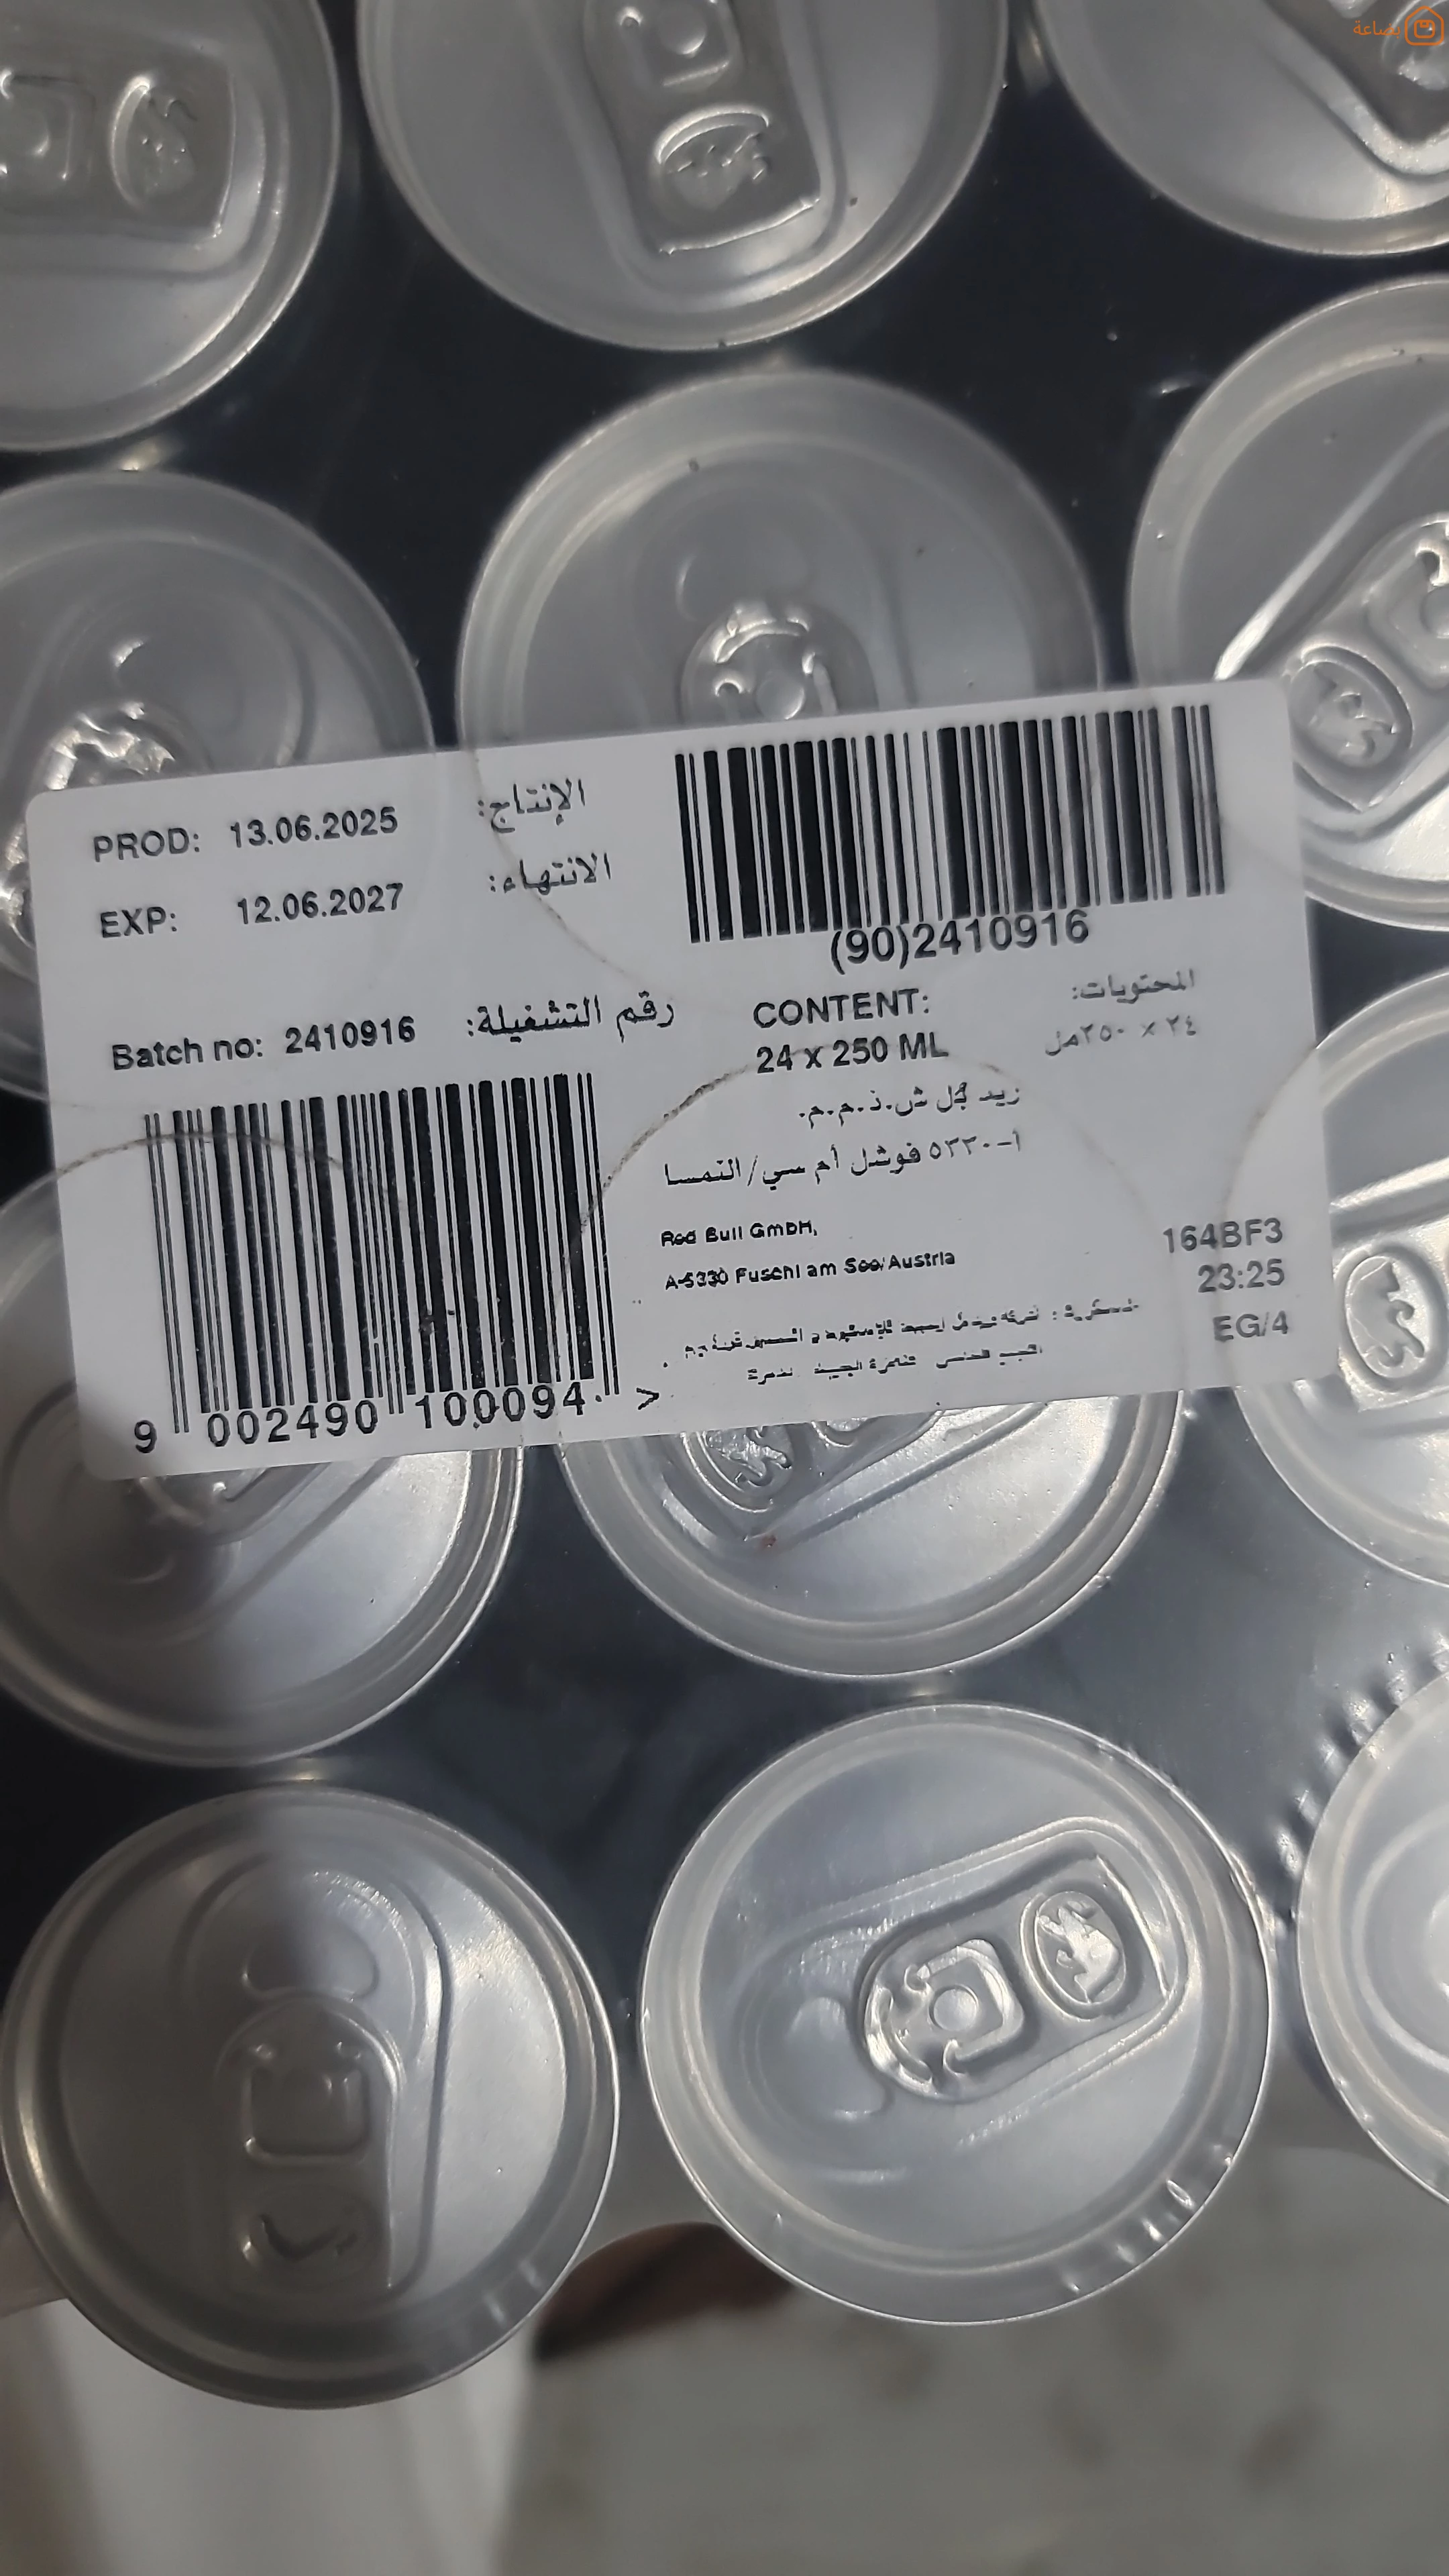 بضاعة
PROD: 13.06.2025 الإنتاج:
EXP: 12.06.2027 الانتهاء:
Batch no: 2410916 رقم التشغيلة:
9 002490 100094 >
(90)2410916
CONTENT: المحتويات:
24 x 250 ML ٢٤ × ٢٥٠مل
ريد بُل ش.ذ.م.م.
أ-٥٣٣٠ فوشل أم سي/النمسا
Red Bull GmbH,
A-5330 Fuschl am See/Austria
164BF3
23:25
EG/4